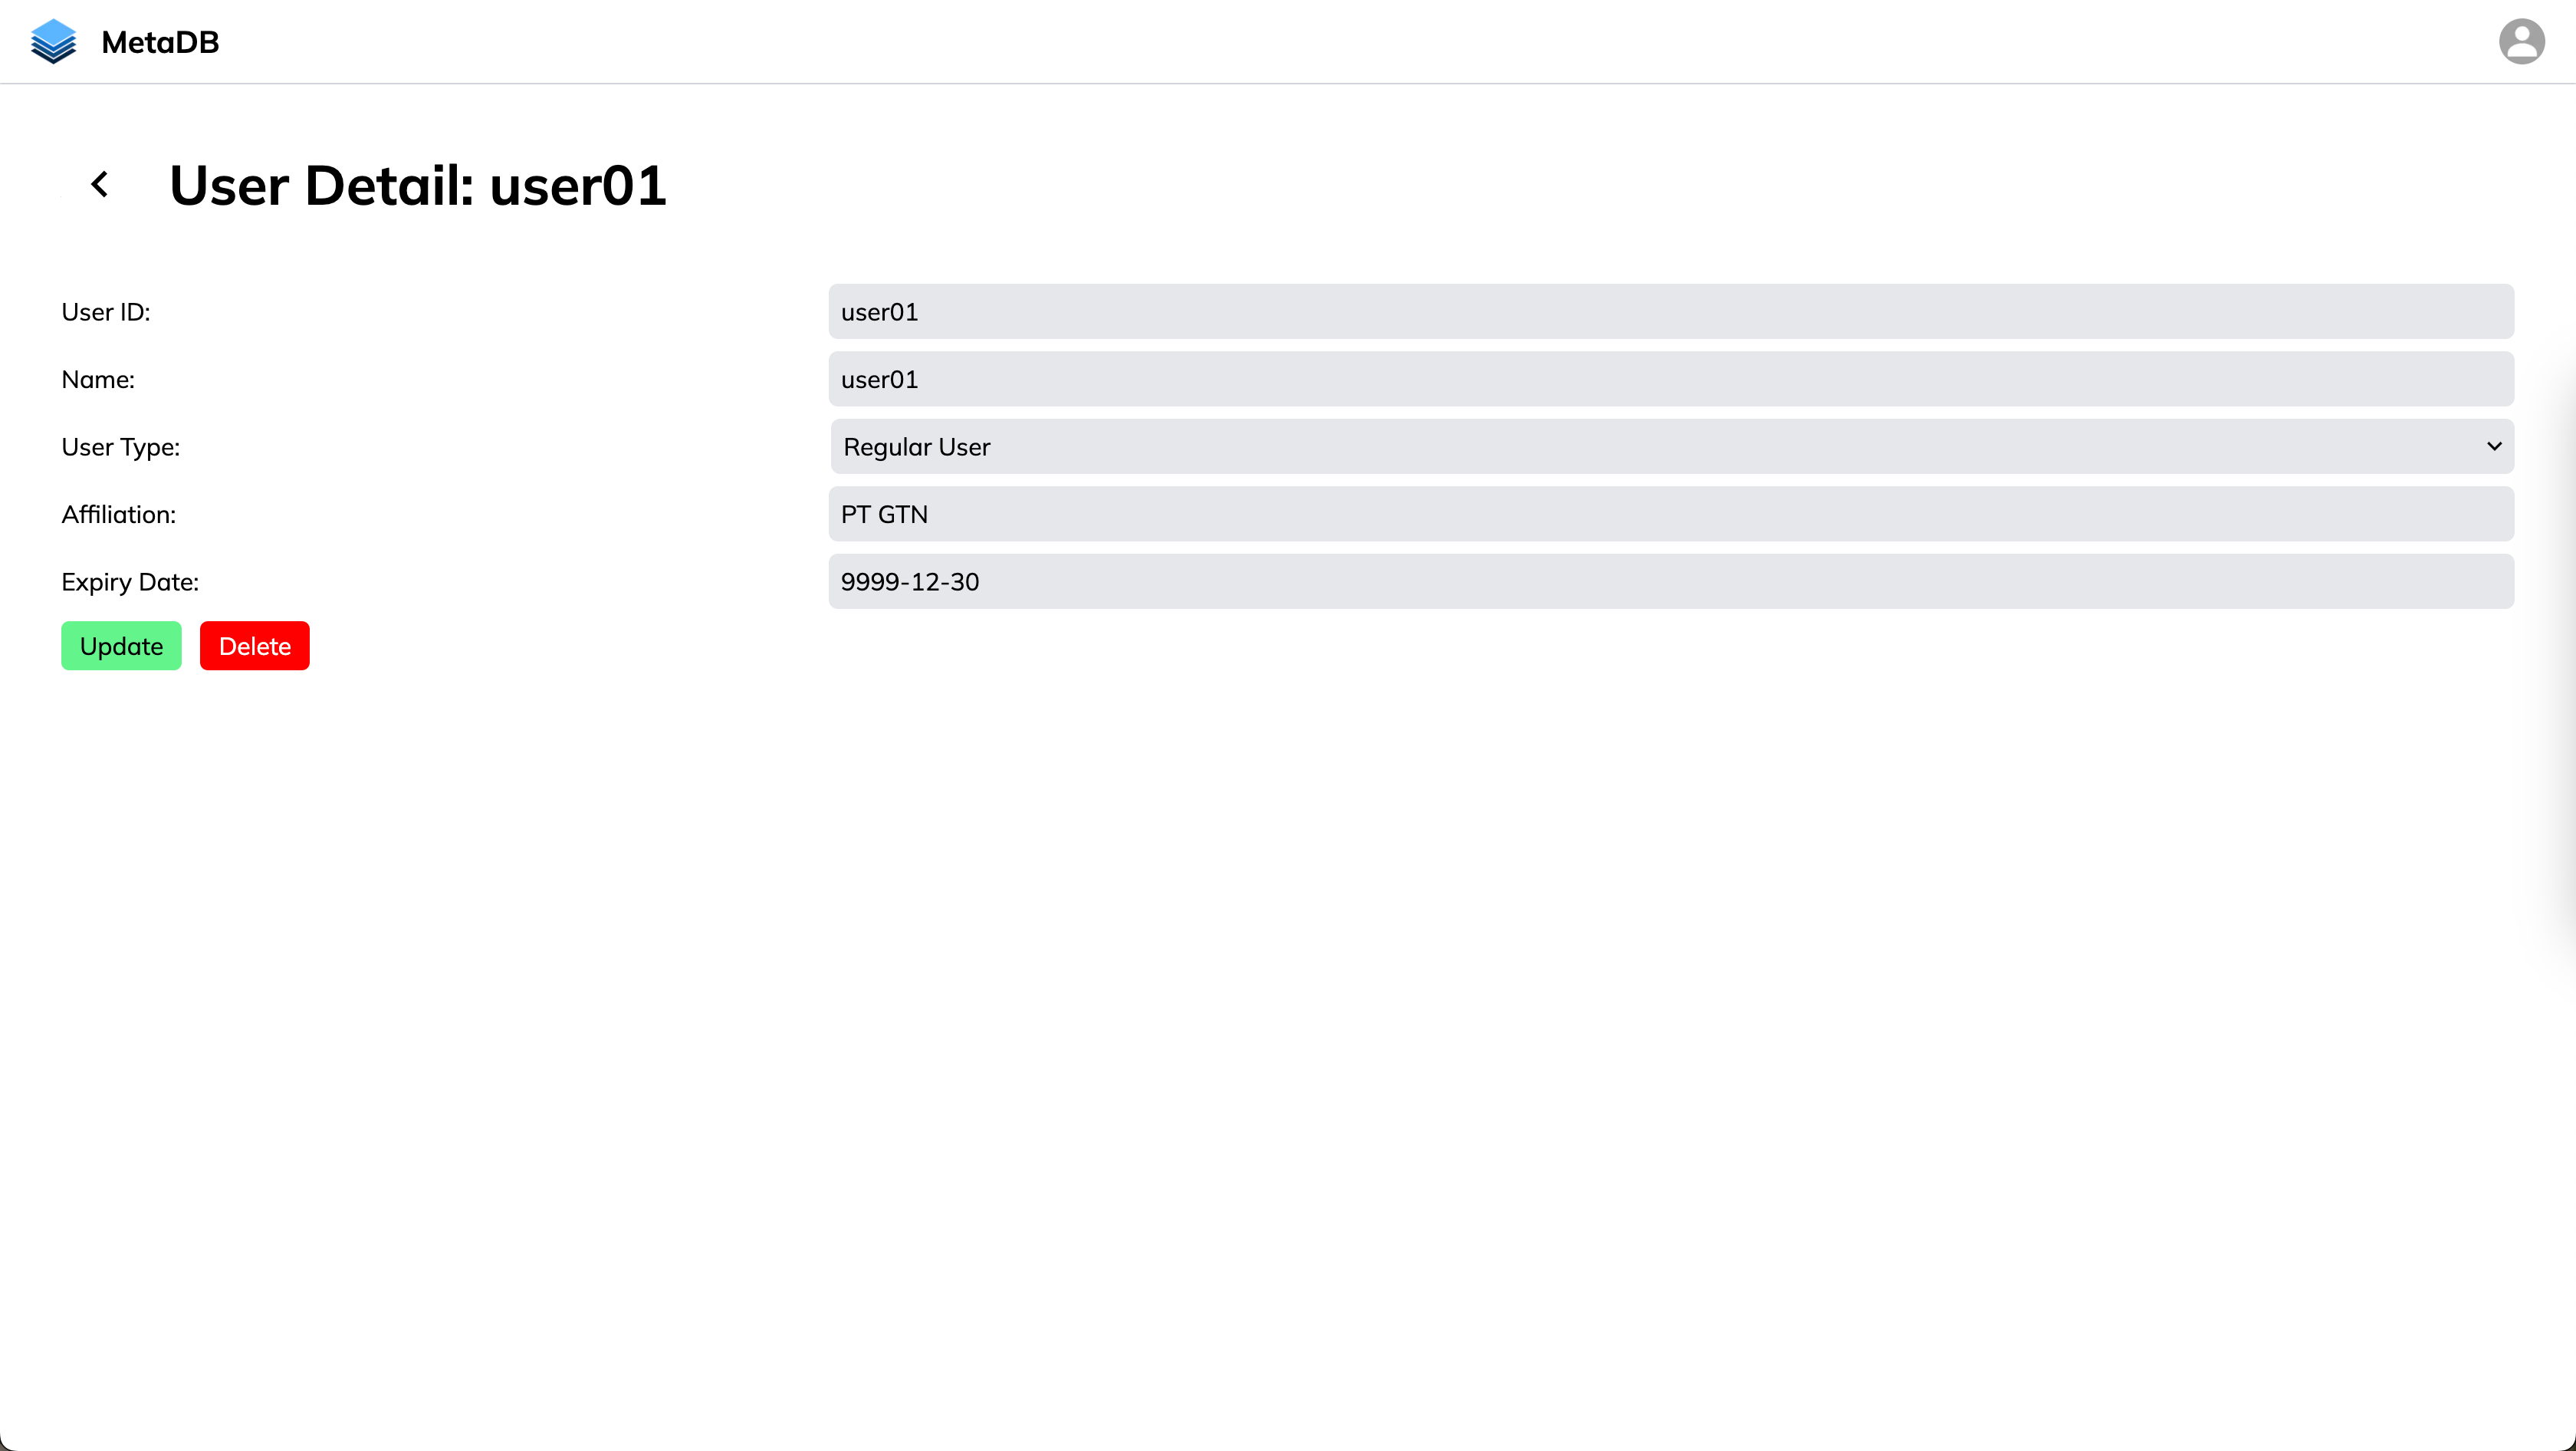 MetaDB
User Detail: user01
User ID: user01
Name: user01
User Type: Regular User
Affiliation: PT GTN
Expiry Date: 9999-12-30
Update Delete